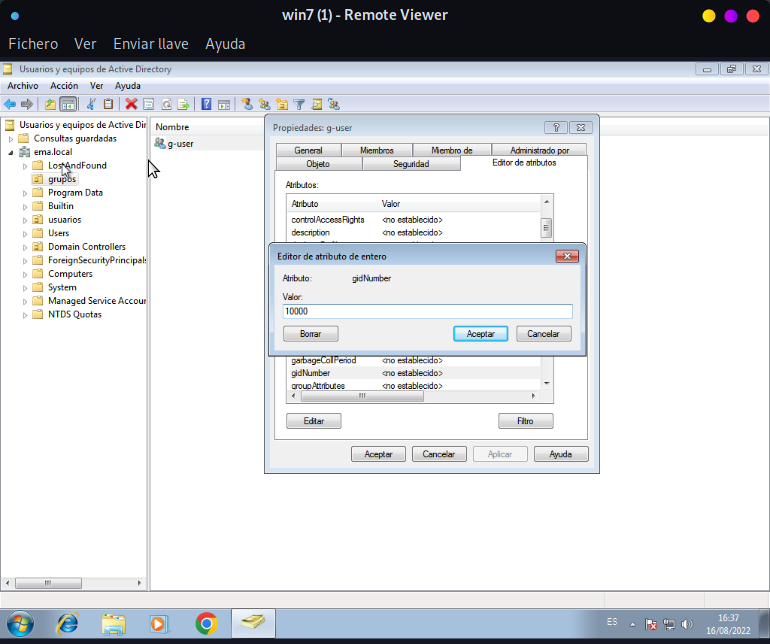 win7 (1) - Remote Viewer
Fichero Ver Enviar llave Ayuda
Usuarios y equipos de Active Directory
Archivo Acción Ver Ayuda
Usuarios y equipos de Active Dir
Consultas guardadas
ema.local
LostAndFound
grupos
Program Data
Builtin
usuarios
Users
Domain Controllers
ForeignSecurityPrincipals
Computers
System
Managed Service Accour
NTDS Quotas
Nombre
g-user
Propiedades: g-user
General Miembros Miembro de Administrado por
Objeto Seguridad Editor de atributos
Atributos:
Atributo Valor
controlAccessRights <no establecido>
description <no establecido>
Editor de atributo de entero
Atributo: gidNumber
Valor:
10000
Borrar Aceptar Cancelar
garbageCollPeriod <no establecido>
gidNumber <no establecido>
groupAttributes <no establecido>
Editar Filtro
Aceptar Cancelar Aplicar Ayuda
ES
16:37
16/08/2022